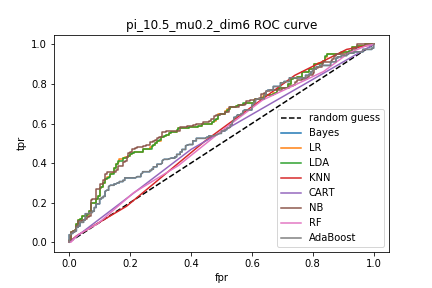 pi_10.5_mu0.2_dim6 ROC curve
tpr
1.0
0.8
0.6
0.4
0.2
0.0
random guess
Bayes
LR
LDA
KNN
CART
NB
RF
AdaBoost
0.0 0.2 0.4 0.6 0.8 1.0
fpr